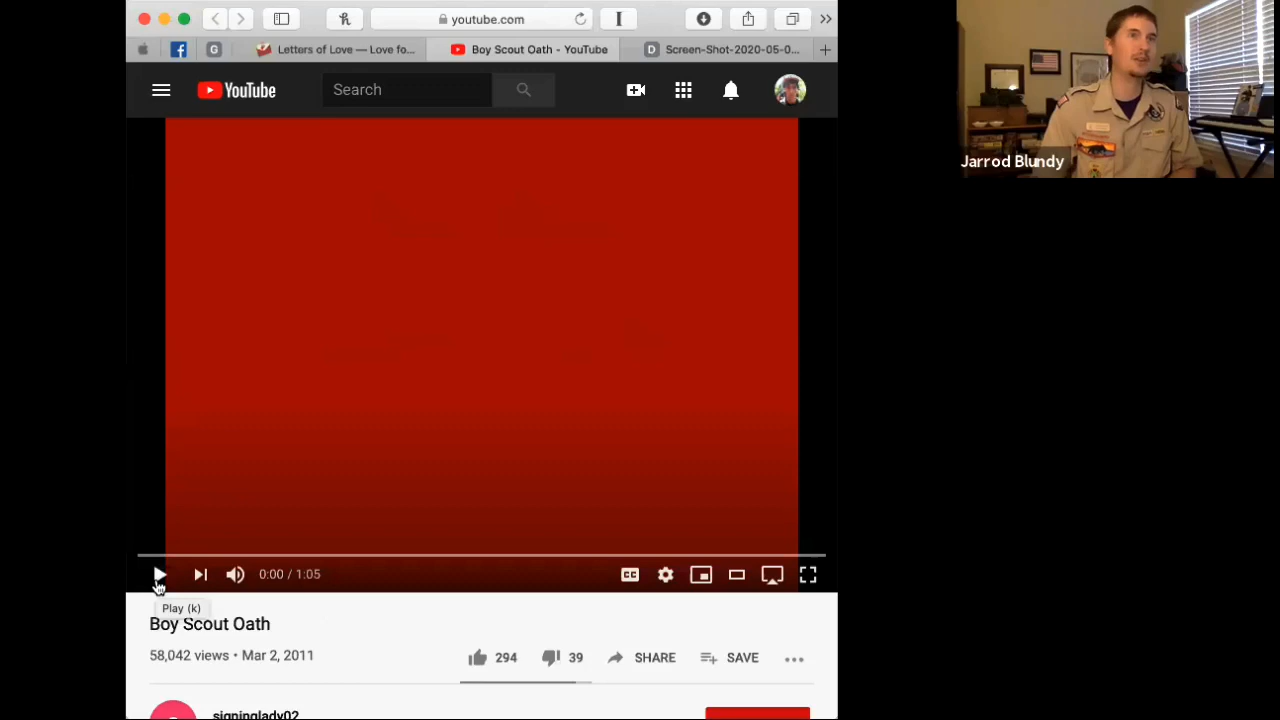 youtube.com
G
Letters of Love — Love fo...
Boy Scout Oath - YouTube
D
Screen-Shot-2020-05-0...
YouTube
Search
Jarrod Blundy
0:00 / 1:05
CC
Play (k)
Boy Scout Oath
58,042 views • Mar 2, 2011
294
39
SHARE
SAVE
signinglady02